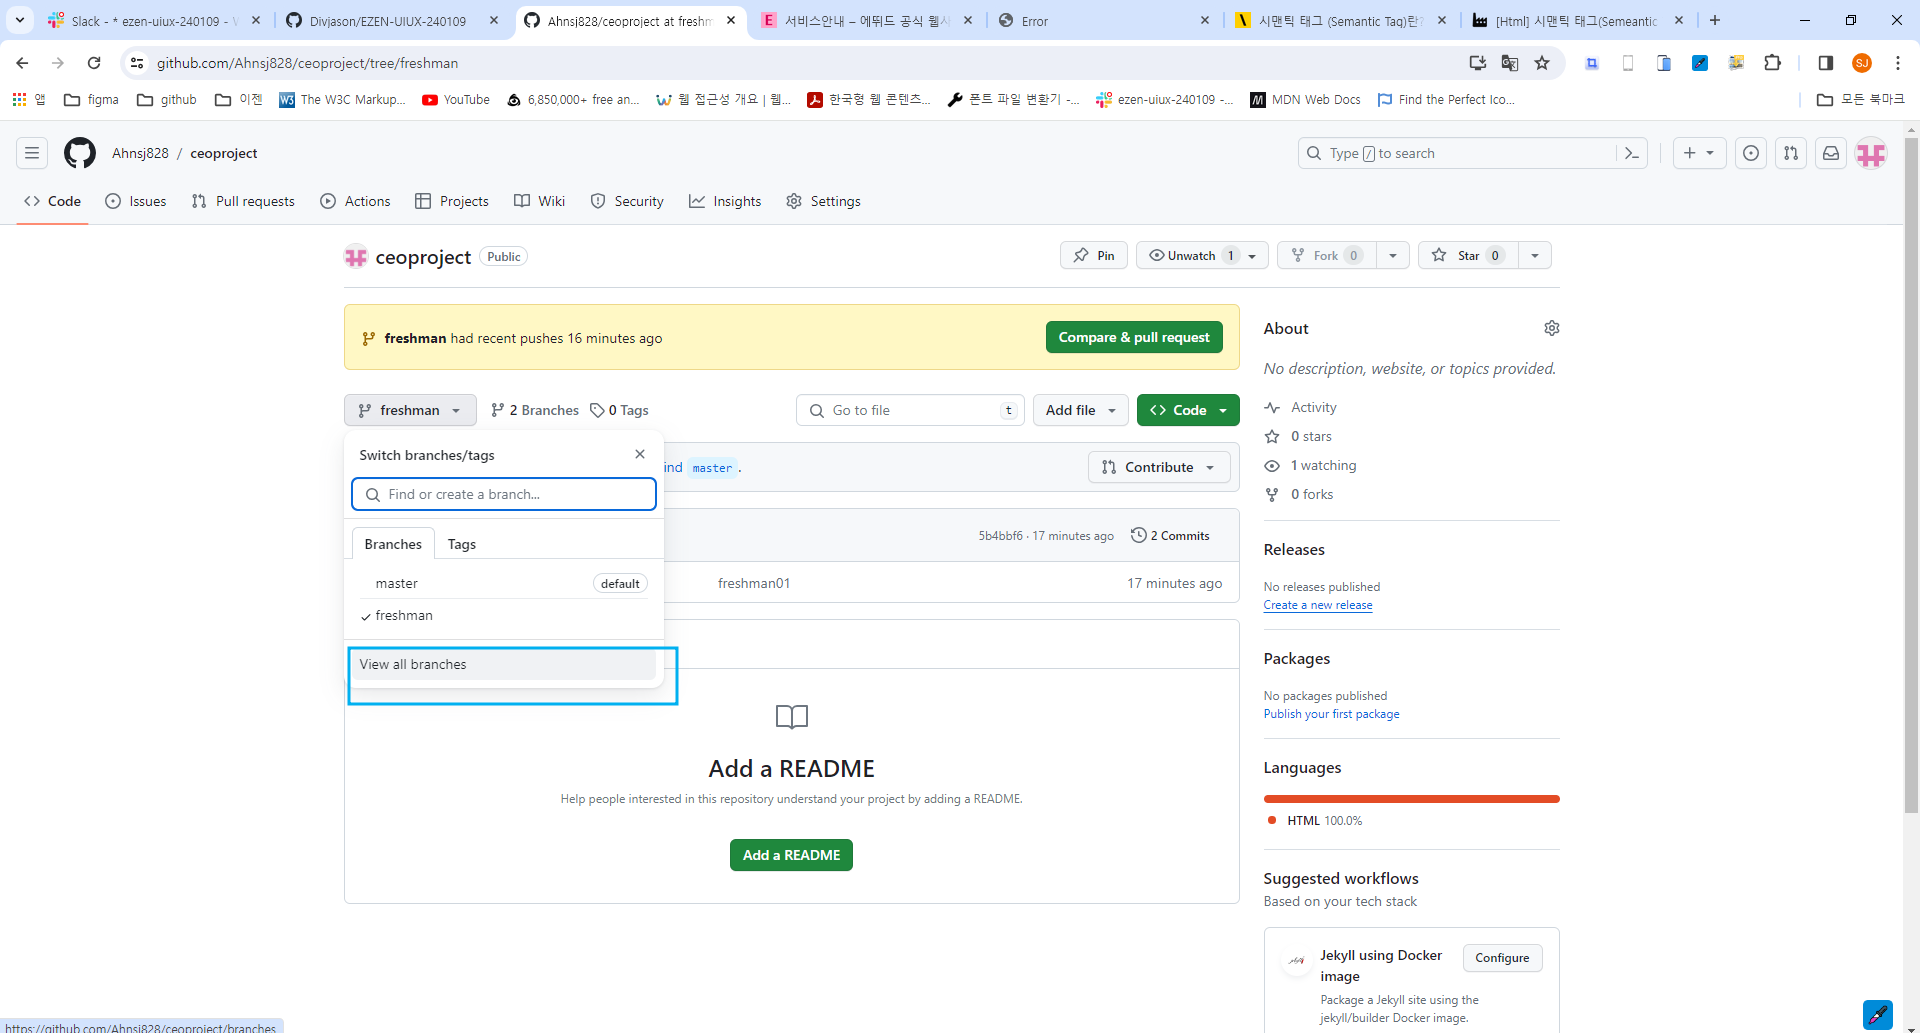 Slack - * ezen-uiux-240109 - 
Divjason/EZEN-UIUX-240109
Ahnsj828/ceoproject at freshm
서비스안내 – 에뛰드 공식 웹사
Error
시맨틱 태그 (Semantic Tag)란?
[Html] 시맨틱 태그(Semeantic
github.com/Ahnsj828/ceoproject/tree/freshman
SJ
앱
figma
github
이젠
The W3C Markup...
YouTube
6,850,000+ free an...
웹 접근성 개요 | 웹...
한국형 웹 콘텐츠...
폰트 파일 변환기 -...
ezen-uiux-240109 -...
MDN Web Docs
Find the Perfect Ico...
모든 북마크
Ahnsj828 / ceoproject
Type / to search
Code
Issues
Pull requests
Actions
Projects
Wiki
Security
Insights
Settings
ceoproject
Public
Pin
Unwatch 1
Fork 0
Star 0
freshman had recent pushes 16 minutes ago
Compare & pull request
freshman
2 Branches
0 Tags
Go to file
t
Add file
Code
Switch branches/tags
Find or create a branch...
Branches
Tags
master
default
freshman
View all branches
ind master .
Contribute
5b4bbf6 · 17 minutes ago
2 Commits
freshman01
17 minutes ago
Add a README
Help people interested in this repository understand your project by adding a README.
Add a README
About
No description, website, or topics provided.
Activity
0 stars
1 watching
0 forks
Releases
No releases published
Create a new release
Packages
No packages published
Publish your first package
Languages
HTML 100.0%
Suggested workflows
Based on your tech stack
Jekyll using Docker
image
Configure
Package a Jekyll site using the
jekyll/builder Docker image.
https://github.com/Ahnsj828/ceoproject/branches